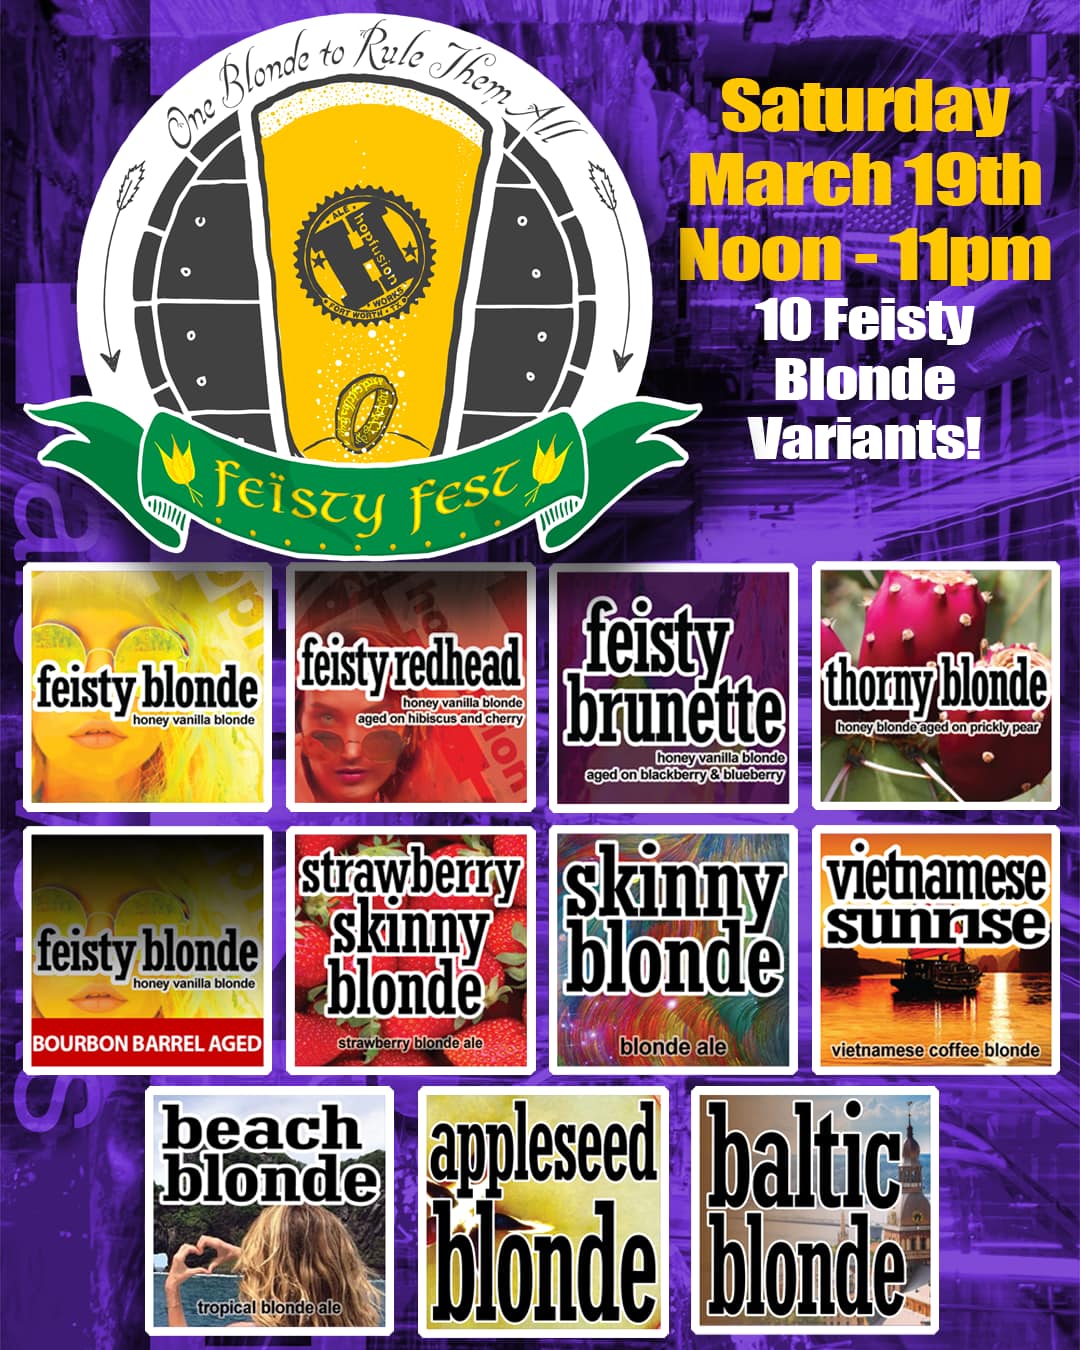 One Blonde to Rule Them All
• ALE •
hopfusion
H
WORKS
• FORT WORTH • TX •
feïsty fest
Saturday
March 19th
Noon - 11pm
10 Feisty
Blonde
Variants!
feisty blonde
honey vanilla blonde
feisty redhead
honey vanilla blonde
aged on hibiscus and cherry
feisty
brunette
honey vanilla blonde
aged on blackberry & blueberry
thorny blonde
honey blonde aged on prickly pear
feisty blonde
honey vanilla blonde
BOURBON BARREL AGED
strawberry
skinny
blonde
strawberry blonde ale
skinny
blonde
blonde ale
vietnamese
sunrise
vietnamese coffee blonde
beach
blonde
tropical blonde ale
appleseed
blonde
baltic
blonde